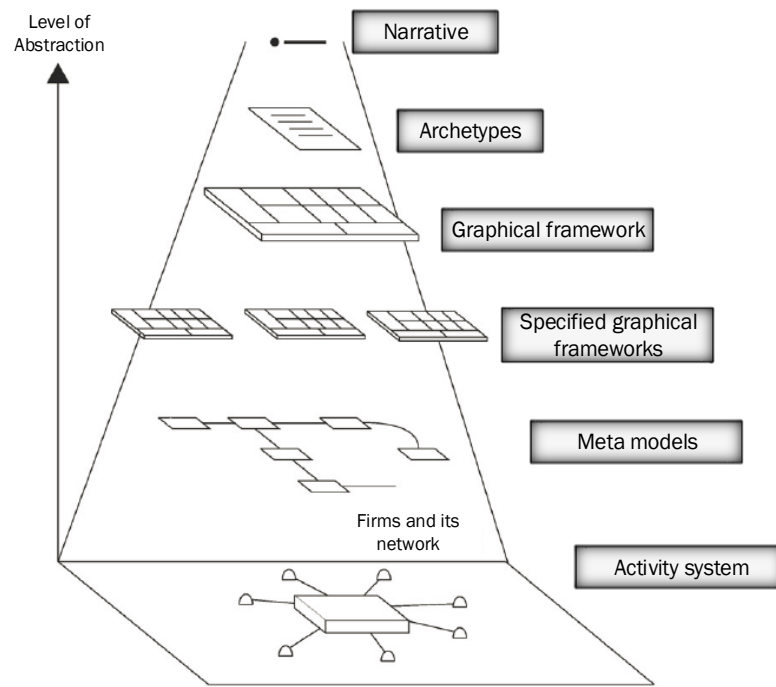 Level of
Abstraction
Narrative
Archetypes
Graphical framework
Specified graphical
frameworks
Meta models
Firms and its
network
Activity system